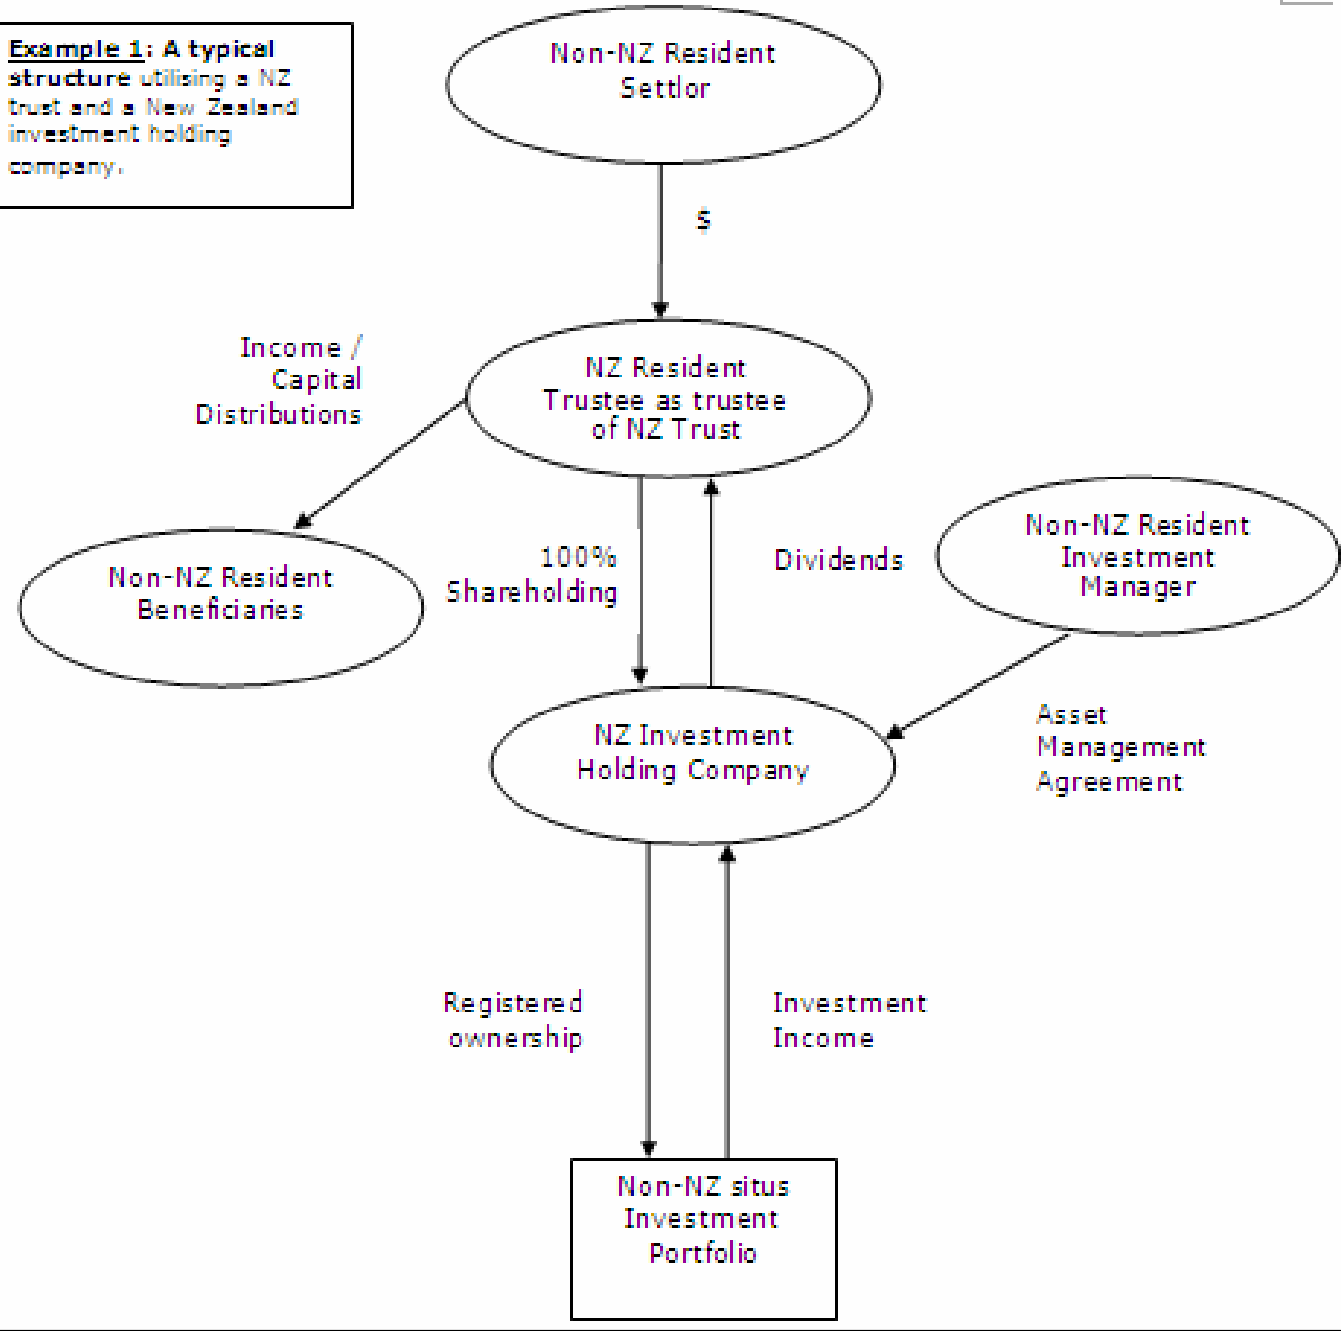 Example 1: A typical
structure utilising a NZ
trust and a New Zealand
investment holding
company.
Non-NZ Resident
Settlor
$
Income /
Capital
Distributions
NZ Resident
Trustee as trustee
of NZ Trust
Non-NZ Resident
Beneficiaries
100%
Shareholding
Dividends
Non-NZ Resident
Investment
Manager
NZ Investment
Holding Company
Asset
Management
Agreement
Registered
ownership
Investment
Income
Non-NZ situs
Investment
Portfolio